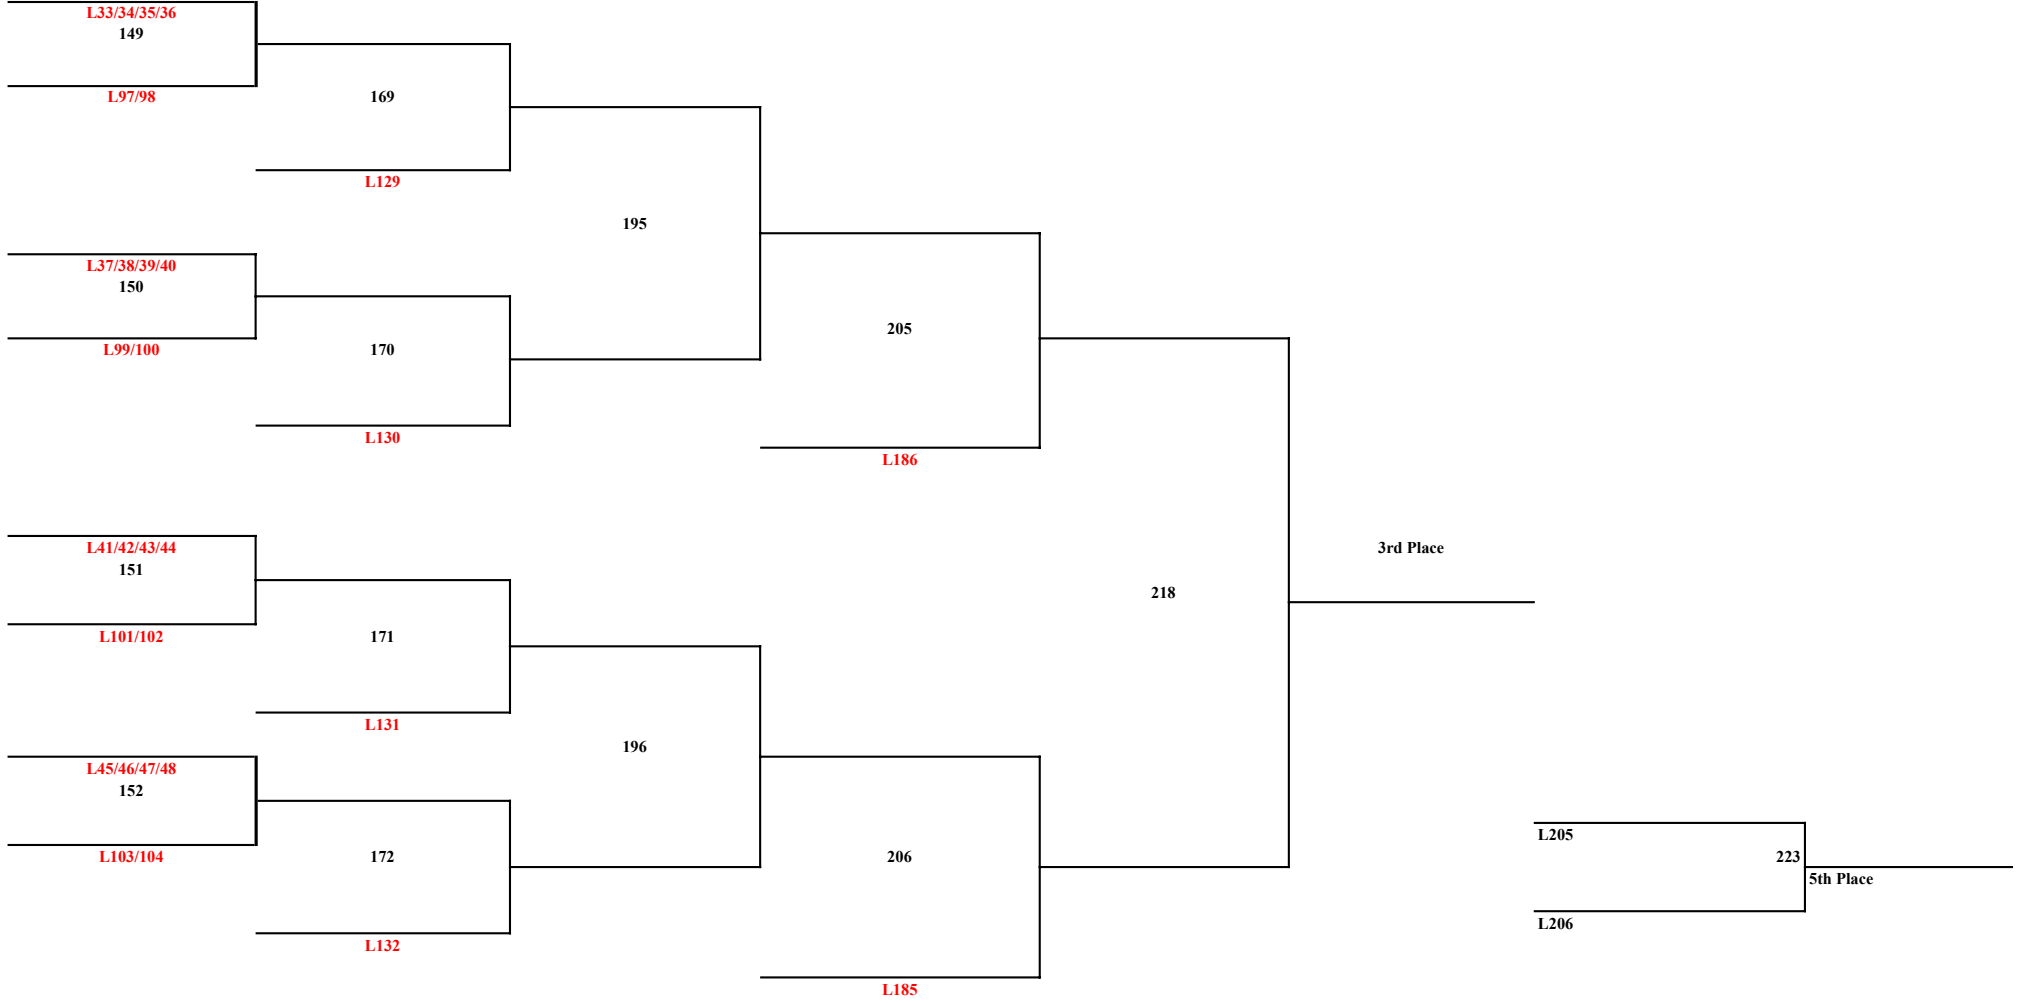 L33/34/35/36
149
L97/98
169
L129
195
L37/38/39/40
150
L99/100
170
L130
205
L186
L41/42/43/44
151
L101/102
171
L131
196
L45/46/47/48
152
L103/104
172
L132
206
L185
218
3rd Place
L205
223
5th Place
L206